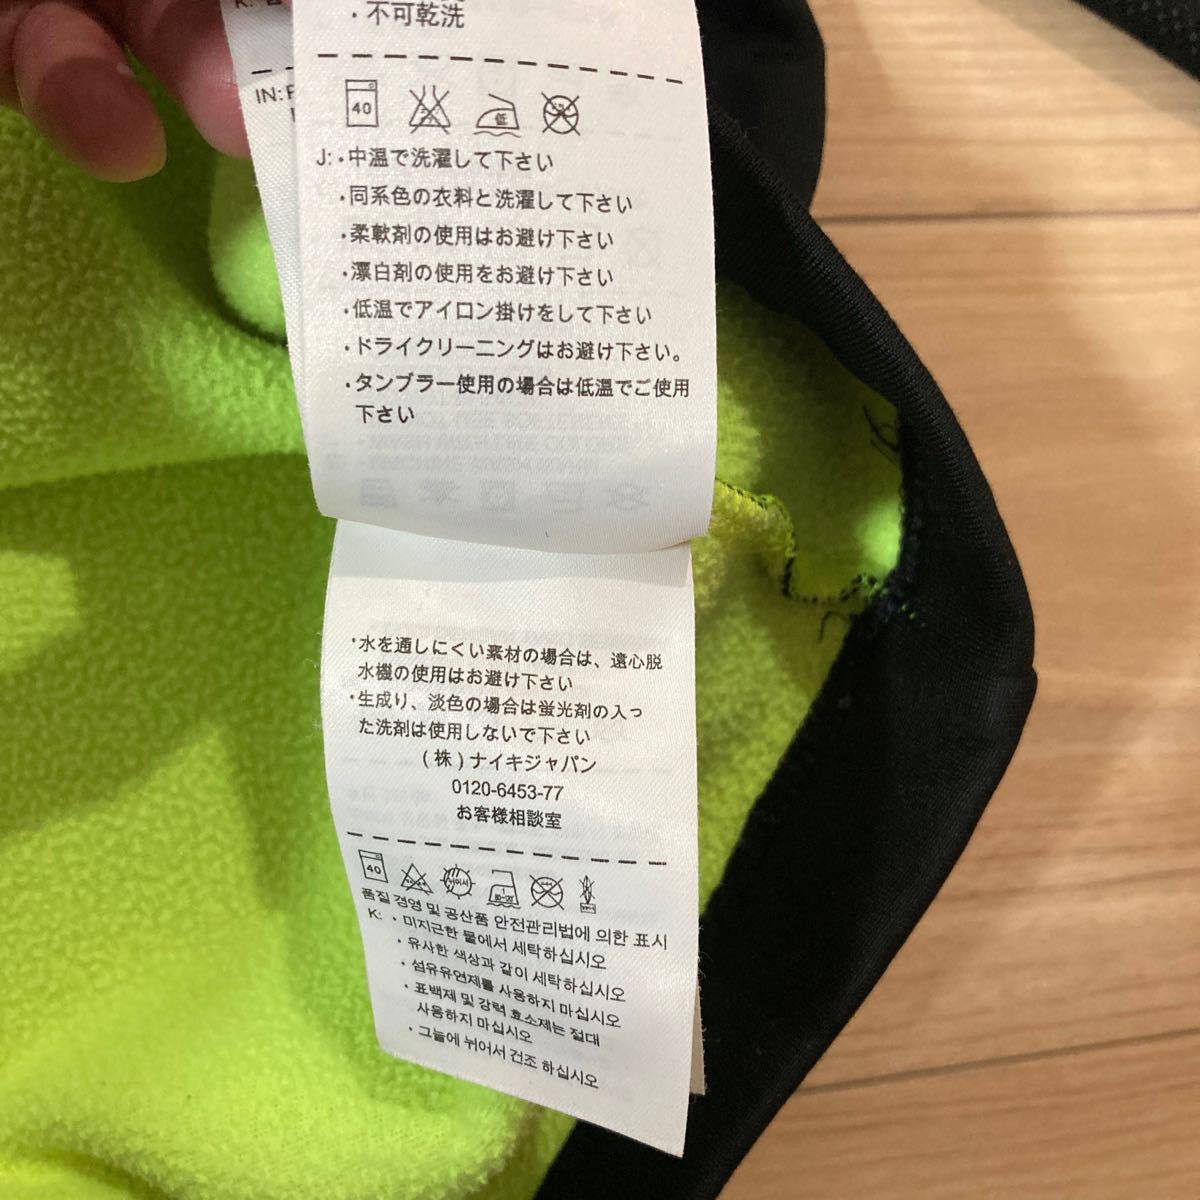 ・不可乾洗
IN:
40
低
J:・中温で洗濯して下さい
・同系色の衣料と洗濯して下さい
・柔軟剤の使用はお避け下さい
・漂白剤の使用をお避け下さい
・低温でアイロン掛けをして下さい
・ドライクリーニングはお避け下さい。
・タンブラー使用の場合は低温でご使用
下さい
・水を通しにくい素材の場合は、遠心脱
水機の使用はお避け下さい
・生成り、淡色の場合は蛍光剤の入っ
た洗剤は使用しないで下さい
(株)ナイキジャパン
0120-6453-77
お客様相談室
40
품질 경영 및 공산품 안전관리법에 의한 표시
K: ・미지근한 물에서 세탁하십시오
・유사한 색상과 같이 세탁하십시오
・섬유유연제를 사용하지 마십시오
・표백제 및 강력 효소제는 절대
사용하지 마십시오
・그늘에 뉘어서 건조 하십시오